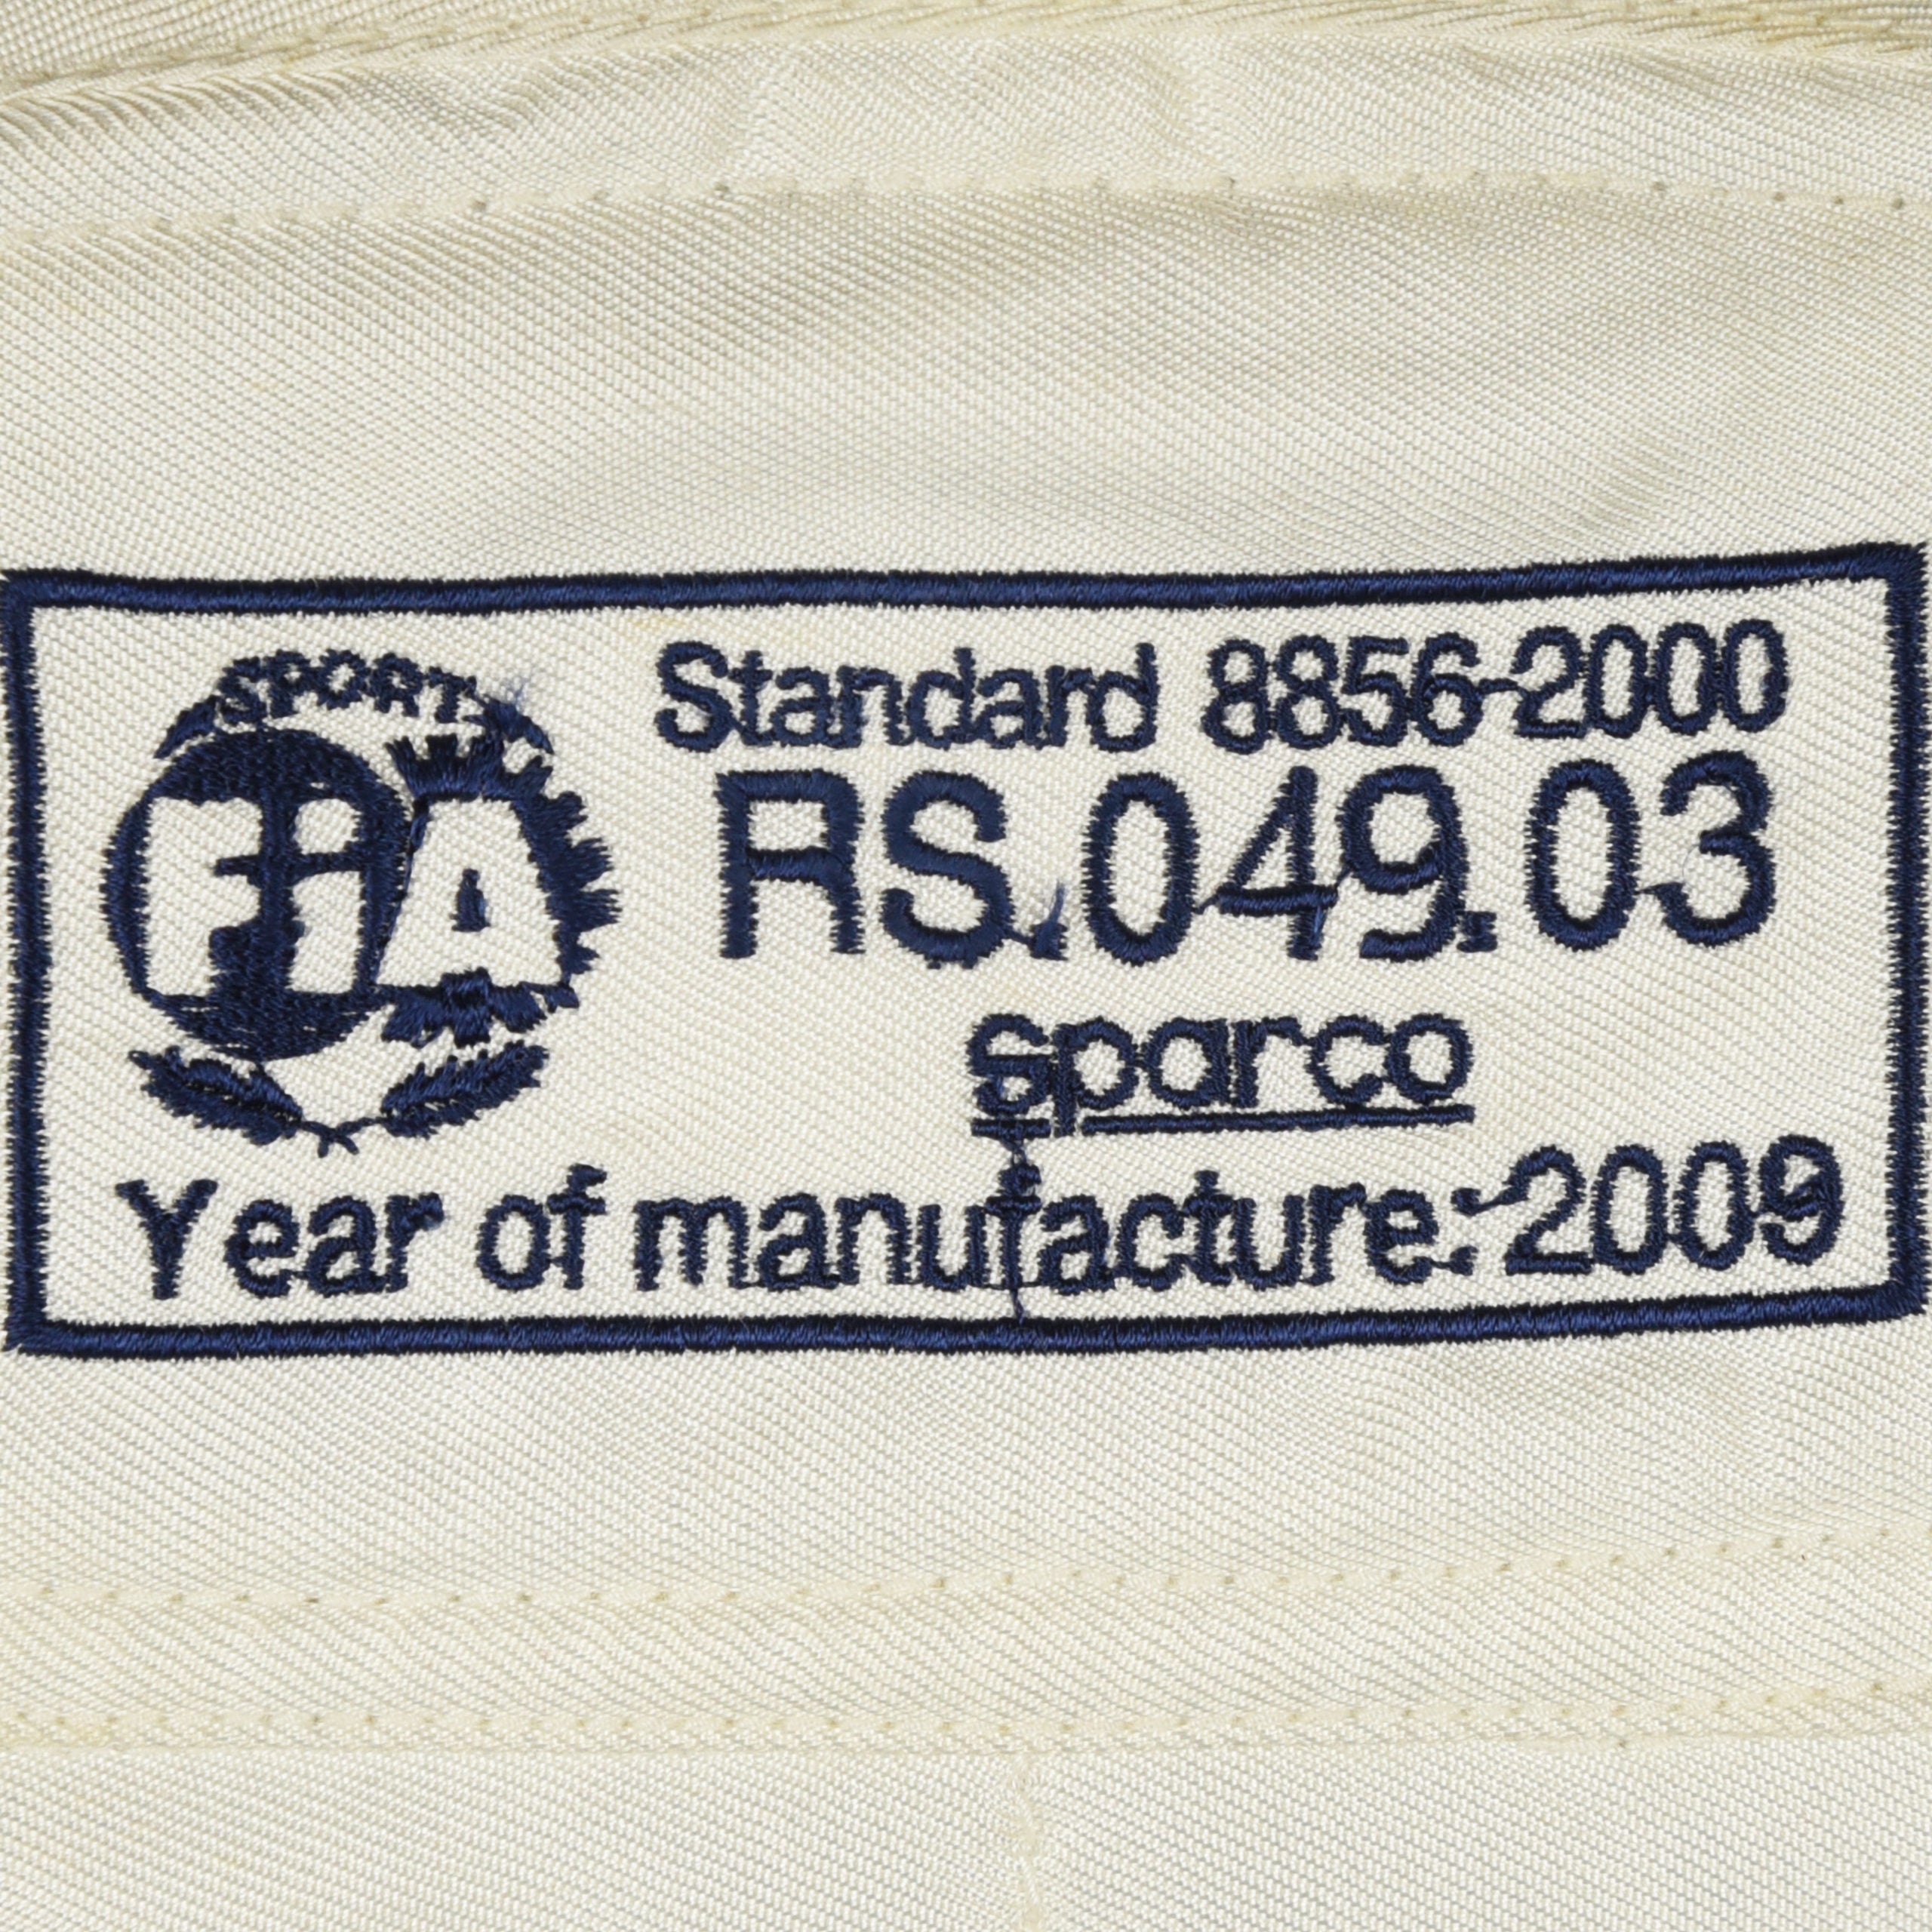 SPORT
FiA
Standard 8856-2000
RS.049.03
sparco
Year of manufacture: 2009